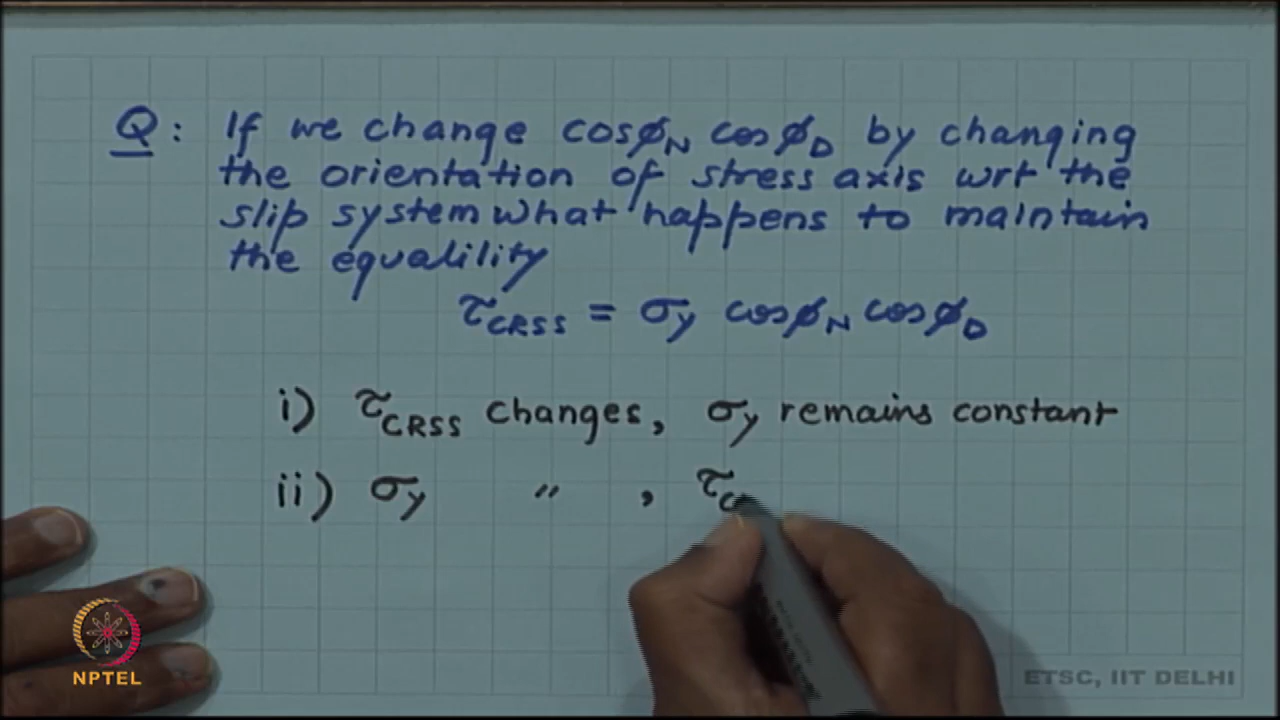 Q: If we change cosϕN cosϕD by changing
the orientation of stress axis wrt the
slip system what happens to maintain
the equalility
τCRSS = σy cosϕN cosϕD
i) τCRSS changes, σy remains constant
ii) σy " , τC
NPTEL
ETSC, IIT DELHI